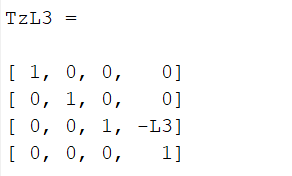 TzL3 =
[ 1, 0, 0,   0]
[ 0, 1, 0,   0]
[ 0, 0, 1, -L3]
[ 0, 0, 0,   1]